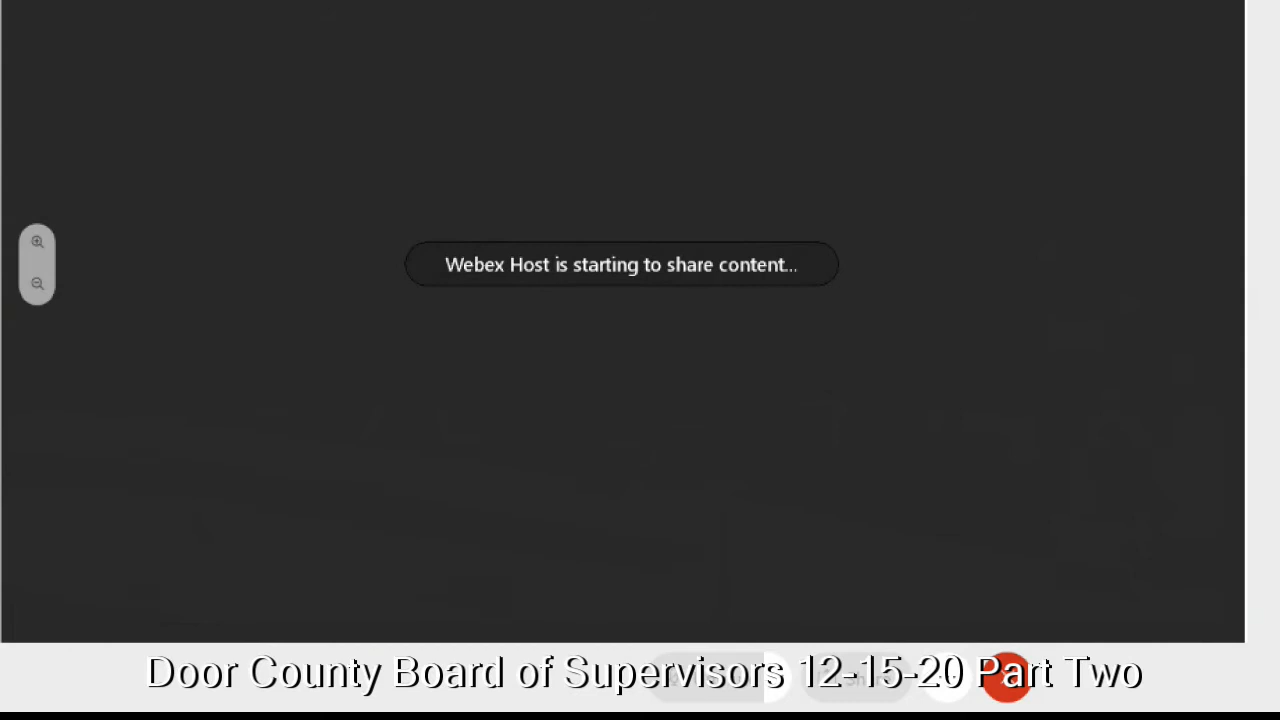 Webex Host is starting to share content...
Door County Board of Supervisors 12-15-20 Part Two